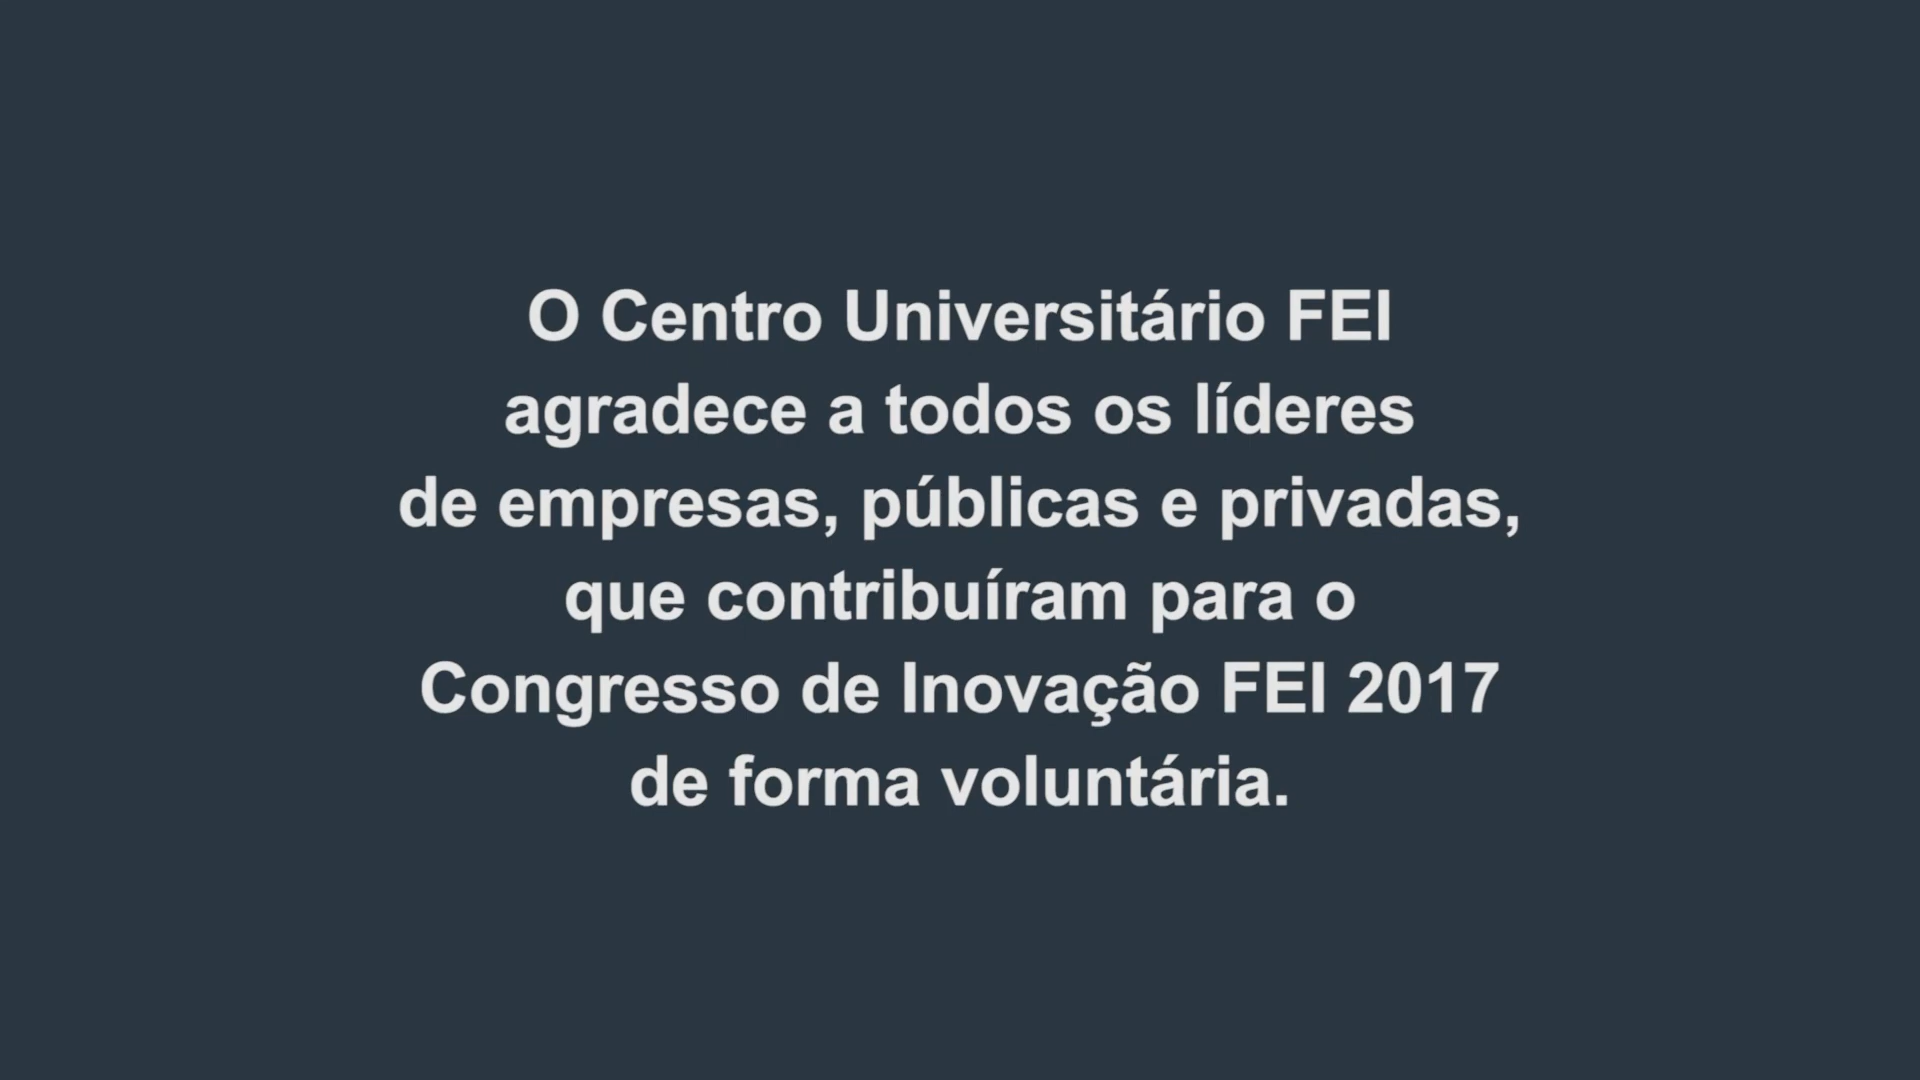 O Centro Universitário FEI
agradece a todos os líderes
de empresas, públicas e privadas,
que contribuíram para o
Congresso de Inovação FEI 2017
de forma voluntária.